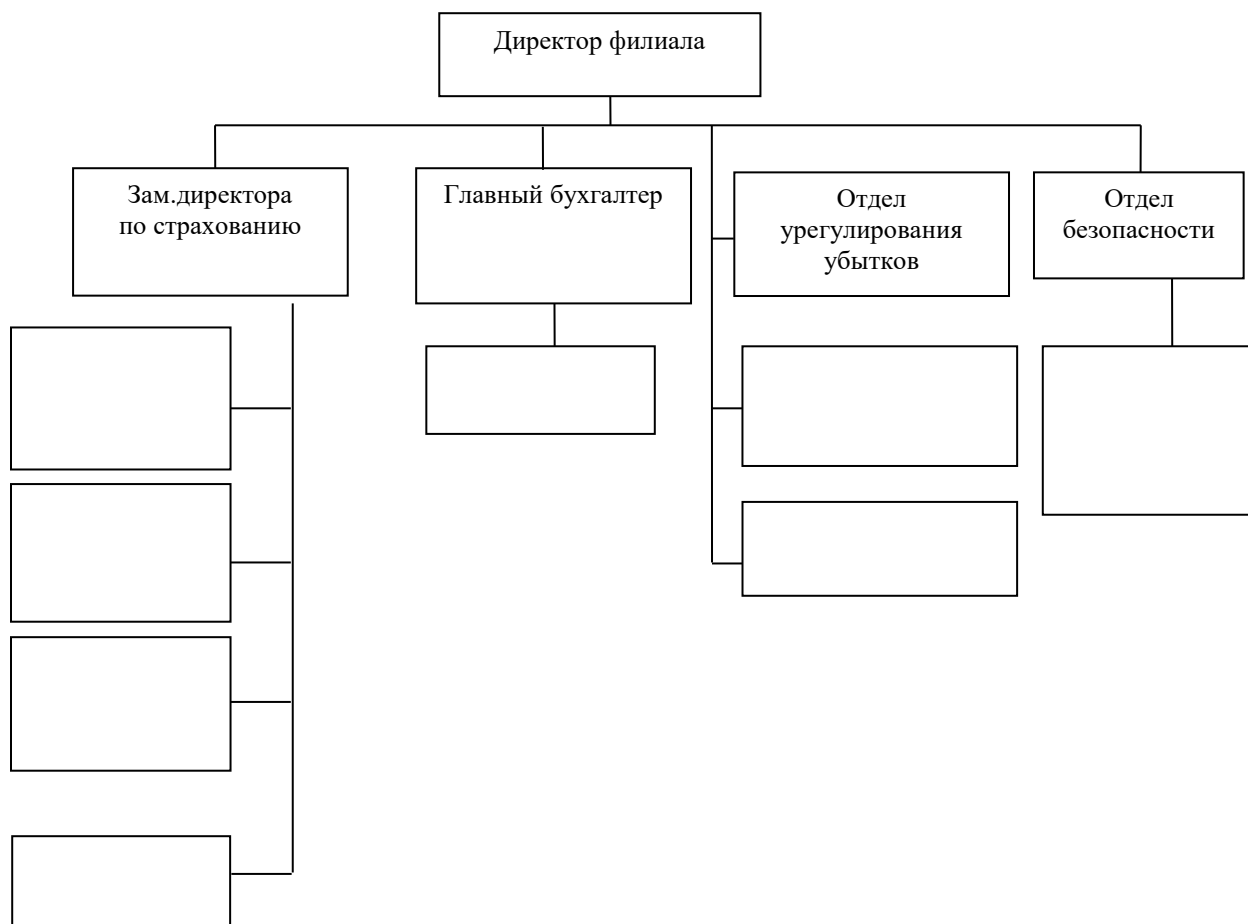 Директор филиала
Зам.директора
по страхованию
Главный бухгалтер
Отдел
урегулирования
убытков
Отдел
безопасности